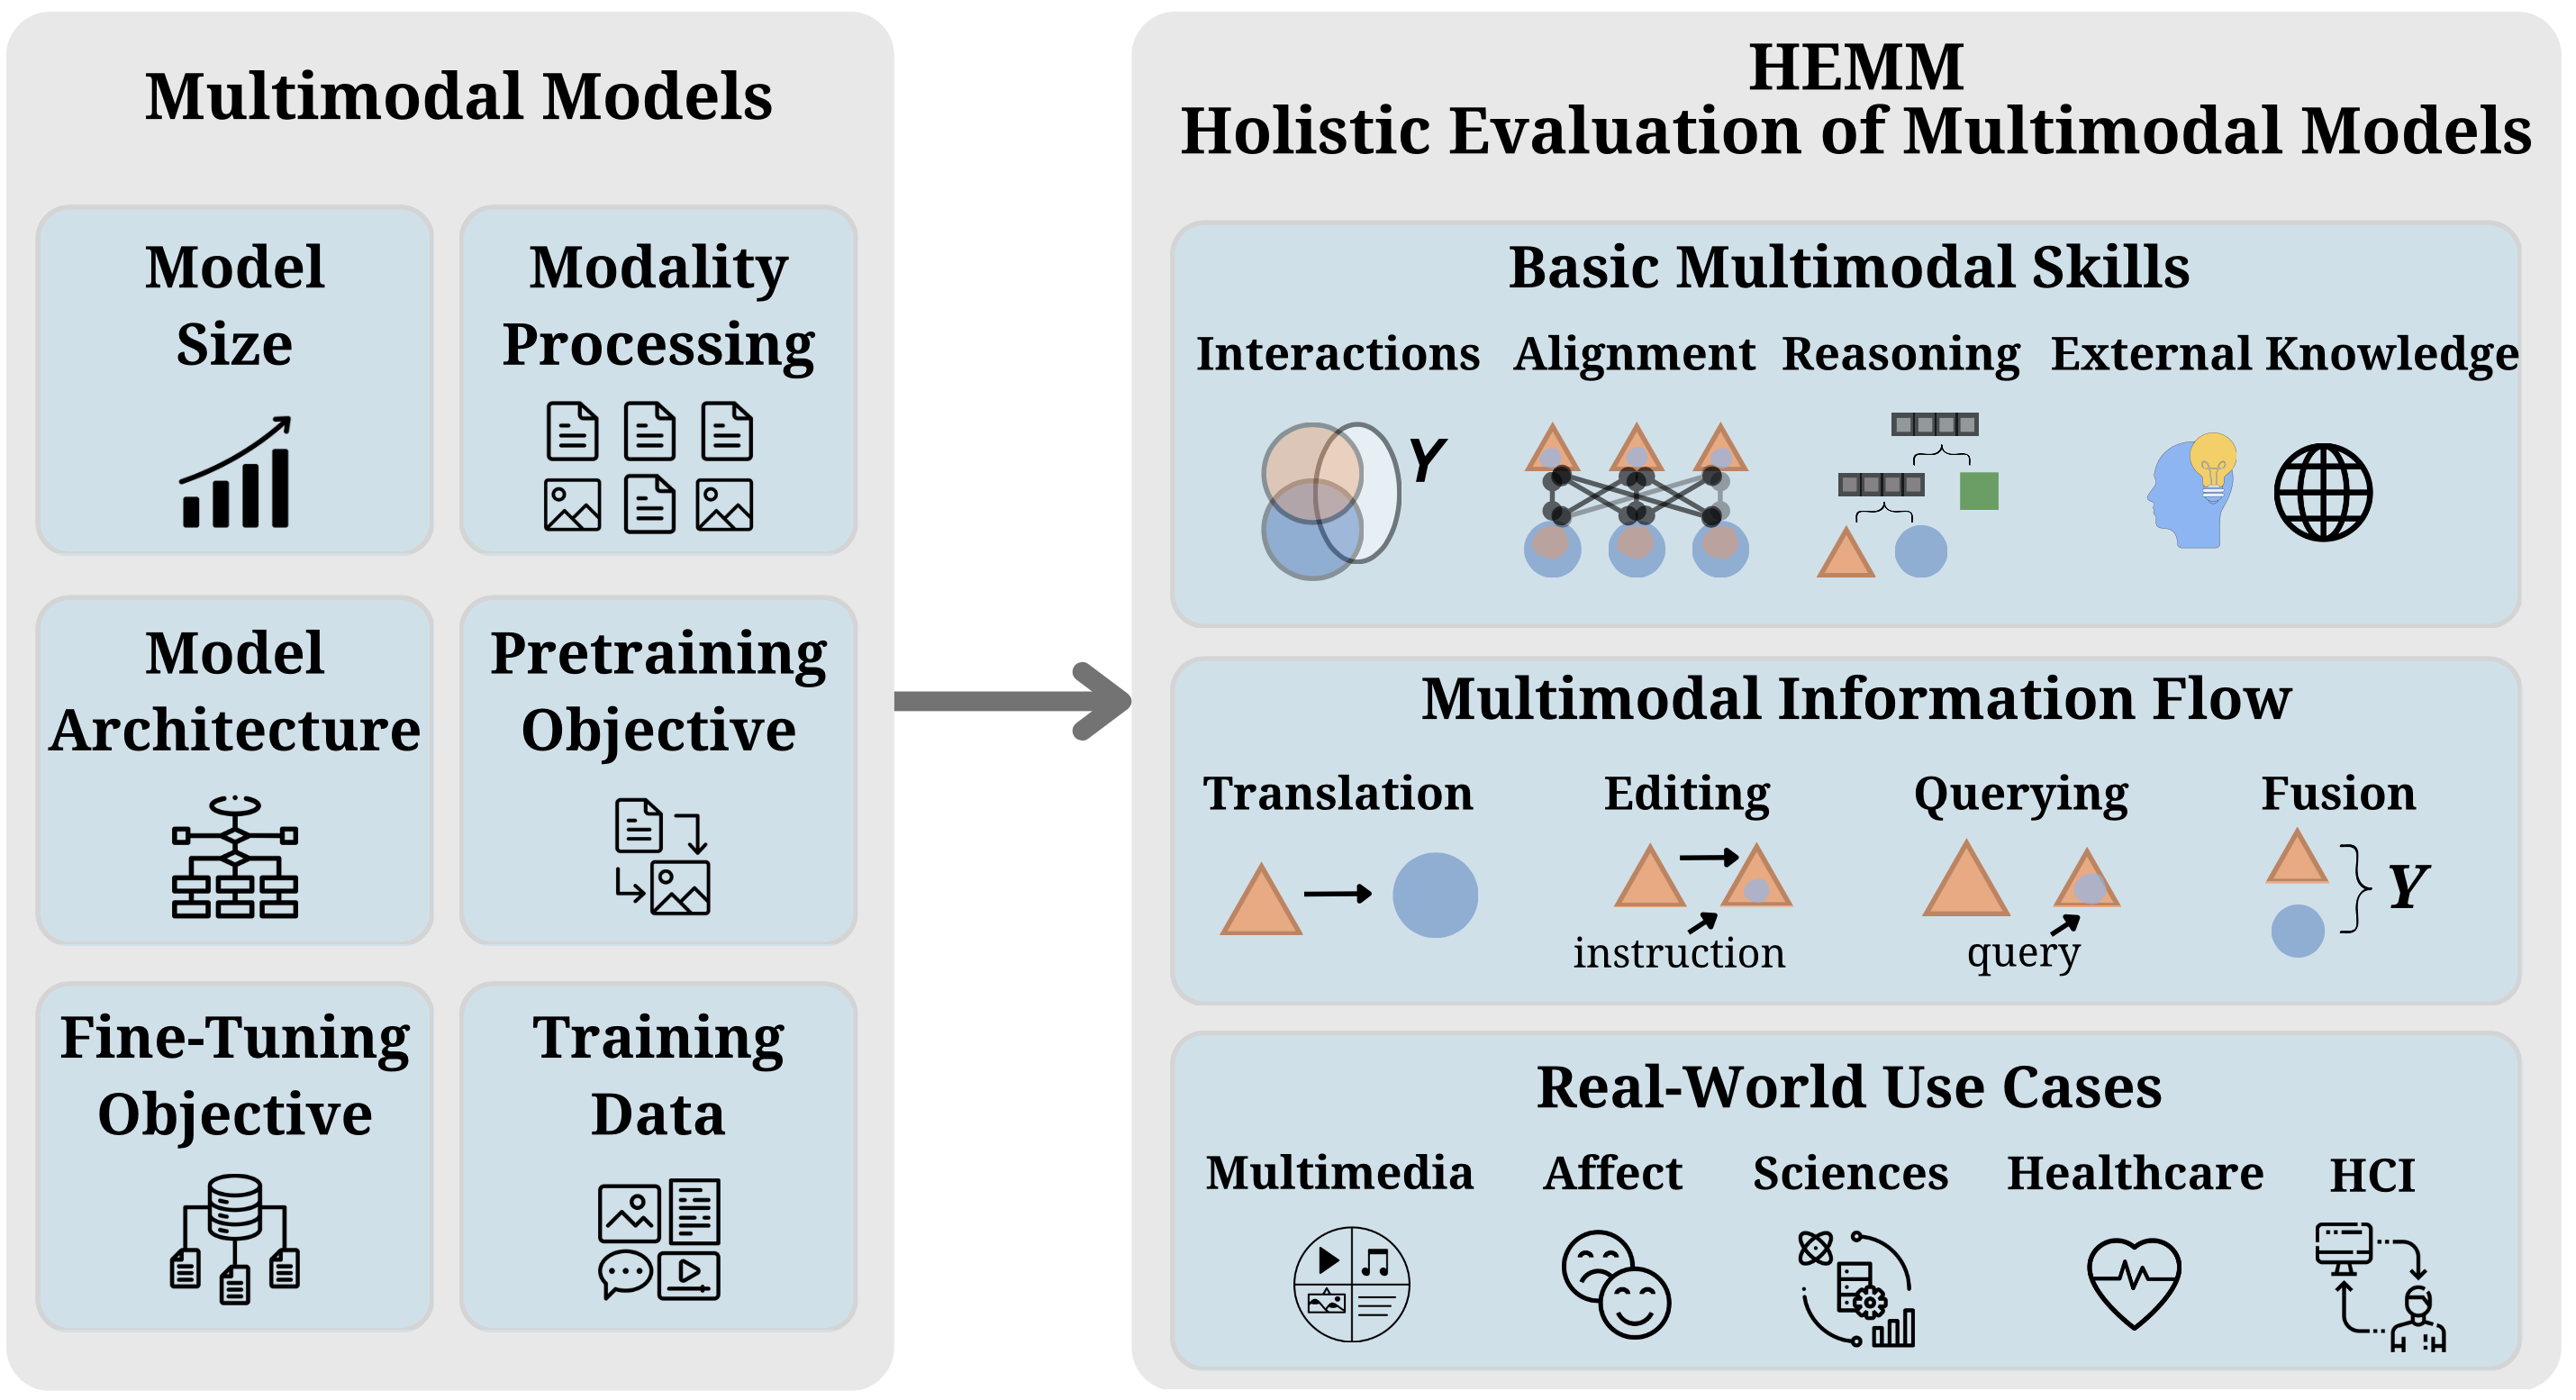 Multimodal Models
Model
Size
Modality
Processing
Model
Architecture
Pretraining
Objective
Fine-Tuning
Objective
Training
Data
HEMM
Holistic Evaluation of Multimodal Models
Basic Multimodal Skills
Interactions
Alignment
Reasoning
External Knowledge
Y
Multimodal Information Flow
Translation
Editing
Querying
Fusion
instruction
query
Y
Real-World Use Cases
Multimedia
Affect
Sciences
Healthcare
HCI